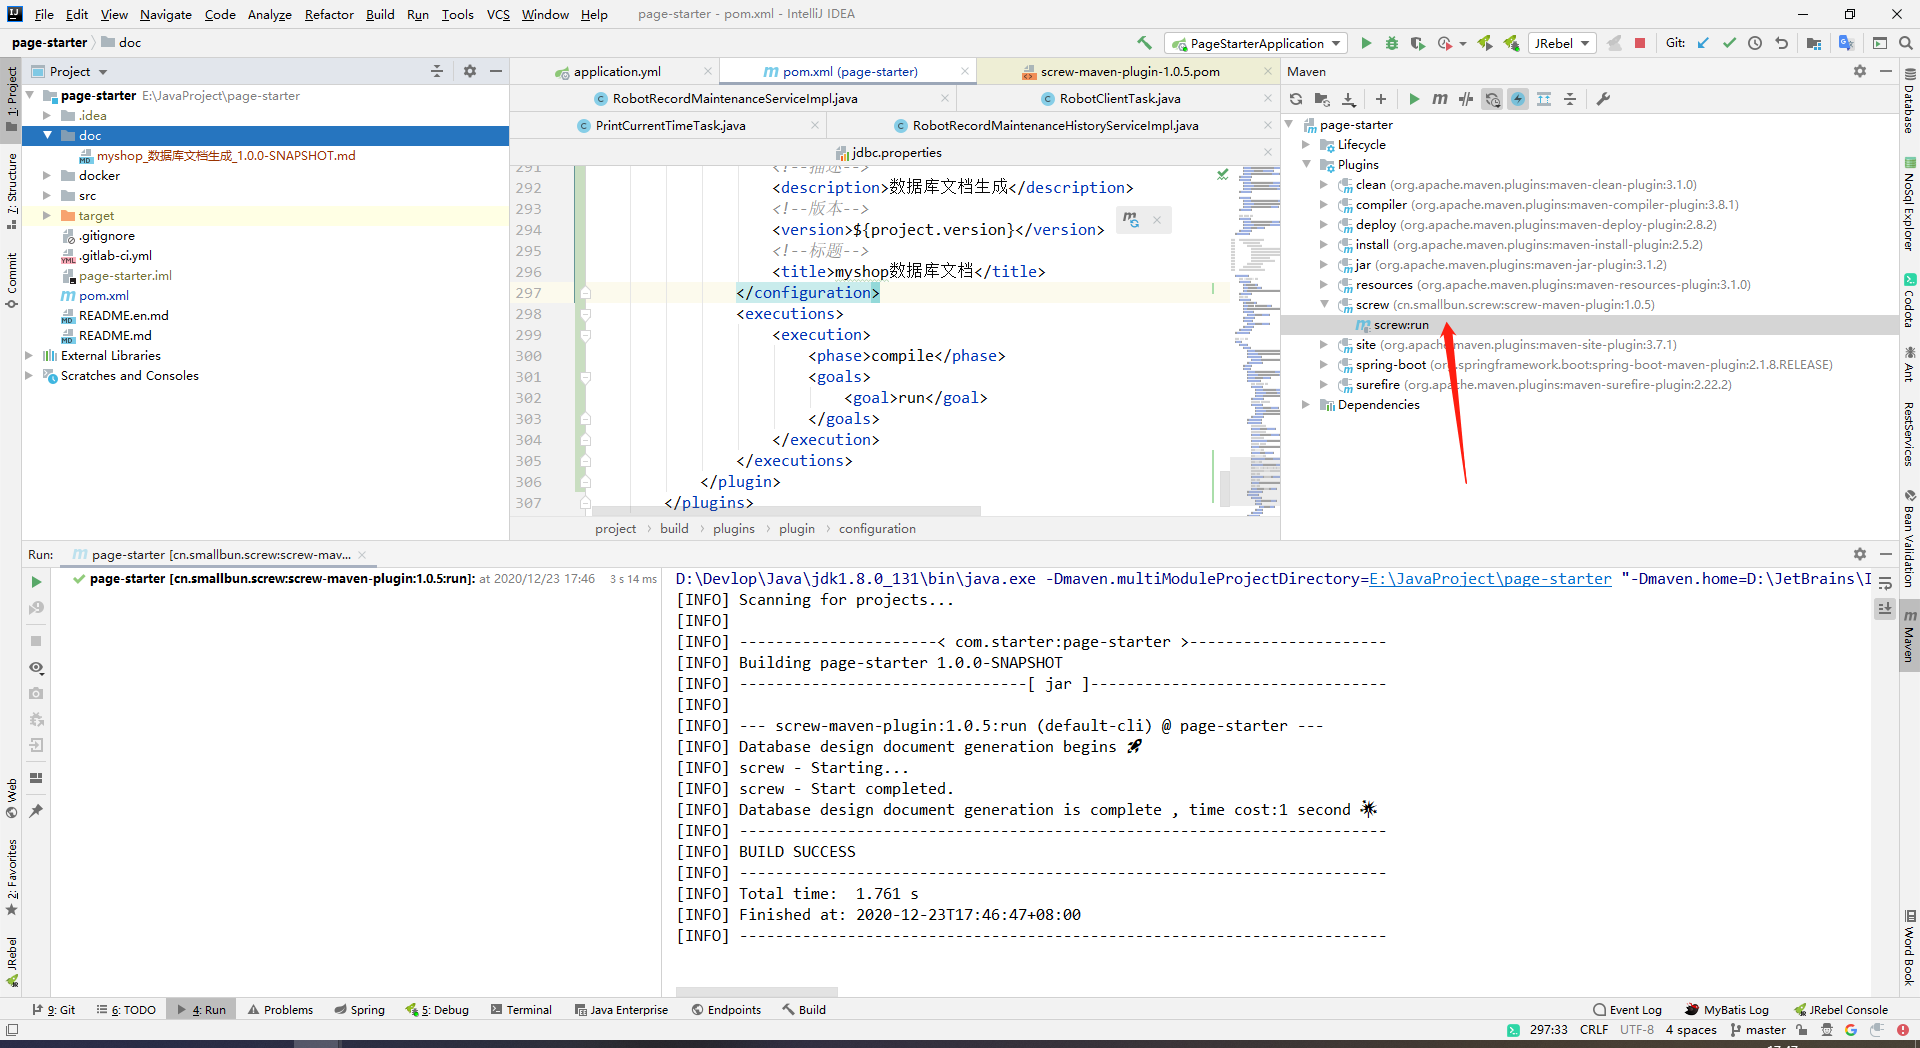 File Edit View Navigate Code Analyze Refactor Build Run Tools VCS Window Help page-starter - pom.xml - IntelliJ IDEA
page-starter doc PageStarterApplication JRebel Git:
Project
page-starter E:\JavaProject\page-starter
.idea
doc
myshop_数据库文档生成_1.0.0-SNAPSHOT.md
docker
src
target
.gitignore
.gitlab-ci.yml
page-starter.iml
pom.xml
README.en.md
README.md
External Libraries
Scratches and Consoles
1: Project
7: Structure
Commit
Web
2: Favorites
JRebel
application.yml pom.xml (page-starter) screw-maven-plugin-1.0.5.pom
RobotRecordMaintenanceServiceImpl.java RobotClientTask.java
PrintCurrentTimeTask.java RobotRecordMaintenanceHistoryServiceImpl.java
jdbc.properties
291 <!--描述-->
292 <description>数据库文档生成</description>
293 <!--版本-->
294 <version>${project.version}</version>
295 <!--标题-->
296 <title>myshop数据库文档</title>
297 </configuration>
298 <executions>
299 <execution>
300 <phase>compile</phase>
301 <goals>
302 <goal>run</goal>
303 </goals>
304 </execution>
305 </executions>
306 </plugin>
307 </plugins>
project build plugins plugin configuration
Maven
page-starter
Lifecycle
Plugins
clean (org.apache.maven.plugins:maven-clean-plugin:3.1.0)
compiler (org.apache.maven.plugins:maven-compiler-plugin:3.8.1)
deploy (org.apache.maven.plugins:maven-deploy-plugin:2.8.2)
install (org.apache.maven.plugins:maven-install-plugin:2.5.2)
jar (org.apache.maven.plugins:maven-jar-plugin:3.1.2)
resources (org.apache.maven.plugins:maven-resources-plugin:3.1.0)
screw (cn.smallbun.screw:screw-maven-plugin:1.0.5)
screw:run
site (org.apache.maven.plugins:maven-site-plugin:3.7.1)
spring-boot (org.springframework.boot:spring-boot-maven-plugin:2.1.8.RELEASE)
surefire (org.apache.maven.plugins:maven-surefire-plugin:2.22.2)
Dependencies
Database
NoSql Explorer
Codota
Ant
RestServices
Bean Validation
Maven
Word Book
Run: page-starter [cn.smallbun.screw:screw-mav...
page-starter [cn.smallbun.screw:screw-maven-plugin:1.0.5:run]: at 2020/12/23 17:46 3 s 14 ms
D:\Devlop\Java\jdk1.8.0_131\bin\java.exe -Dmaven.multiModuleProjectDirectory=E:\JavaProject\page-starter "-Dmaven.home=D:\JetBrains\I
[INFO] Scanning for projects...
[INFO]
[INFO] ----------------------< com.starter:page-starter >----------------------
[INFO] Building page-starter 1.0.0-SNAPSHOT
[INFO] --------------------------------[ jar ]---------------------------------
[INFO]
[INFO] --- screw-maven-plugin:1.0.5:run (default-cli) @ page-starter ---
[INFO] Database design document generation begins 🚀
[INFO] screw - Starting...
[INFO] screw - Start completed.
[INFO] Database design document generation is complete , time cost:1 second
[INFO] ------------------------------------------------------------------------
[INFO] BUILD SUCCESS
[INFO] ------------------------------------------------------------------------
[INFO] Total time:  1.761 s
[INFO] Finished at: 2020-12-23T17:46:47+08:00
[INFO] ------------------------------------------------------------------------
9: Git 6: TODO 4: Run Problems Spring 5: Debug Terminal Java Enterprise Endpoints Build Event Log MyBatis Log JRebel Console
297:33 CRLF UTF-8 4 spaces master